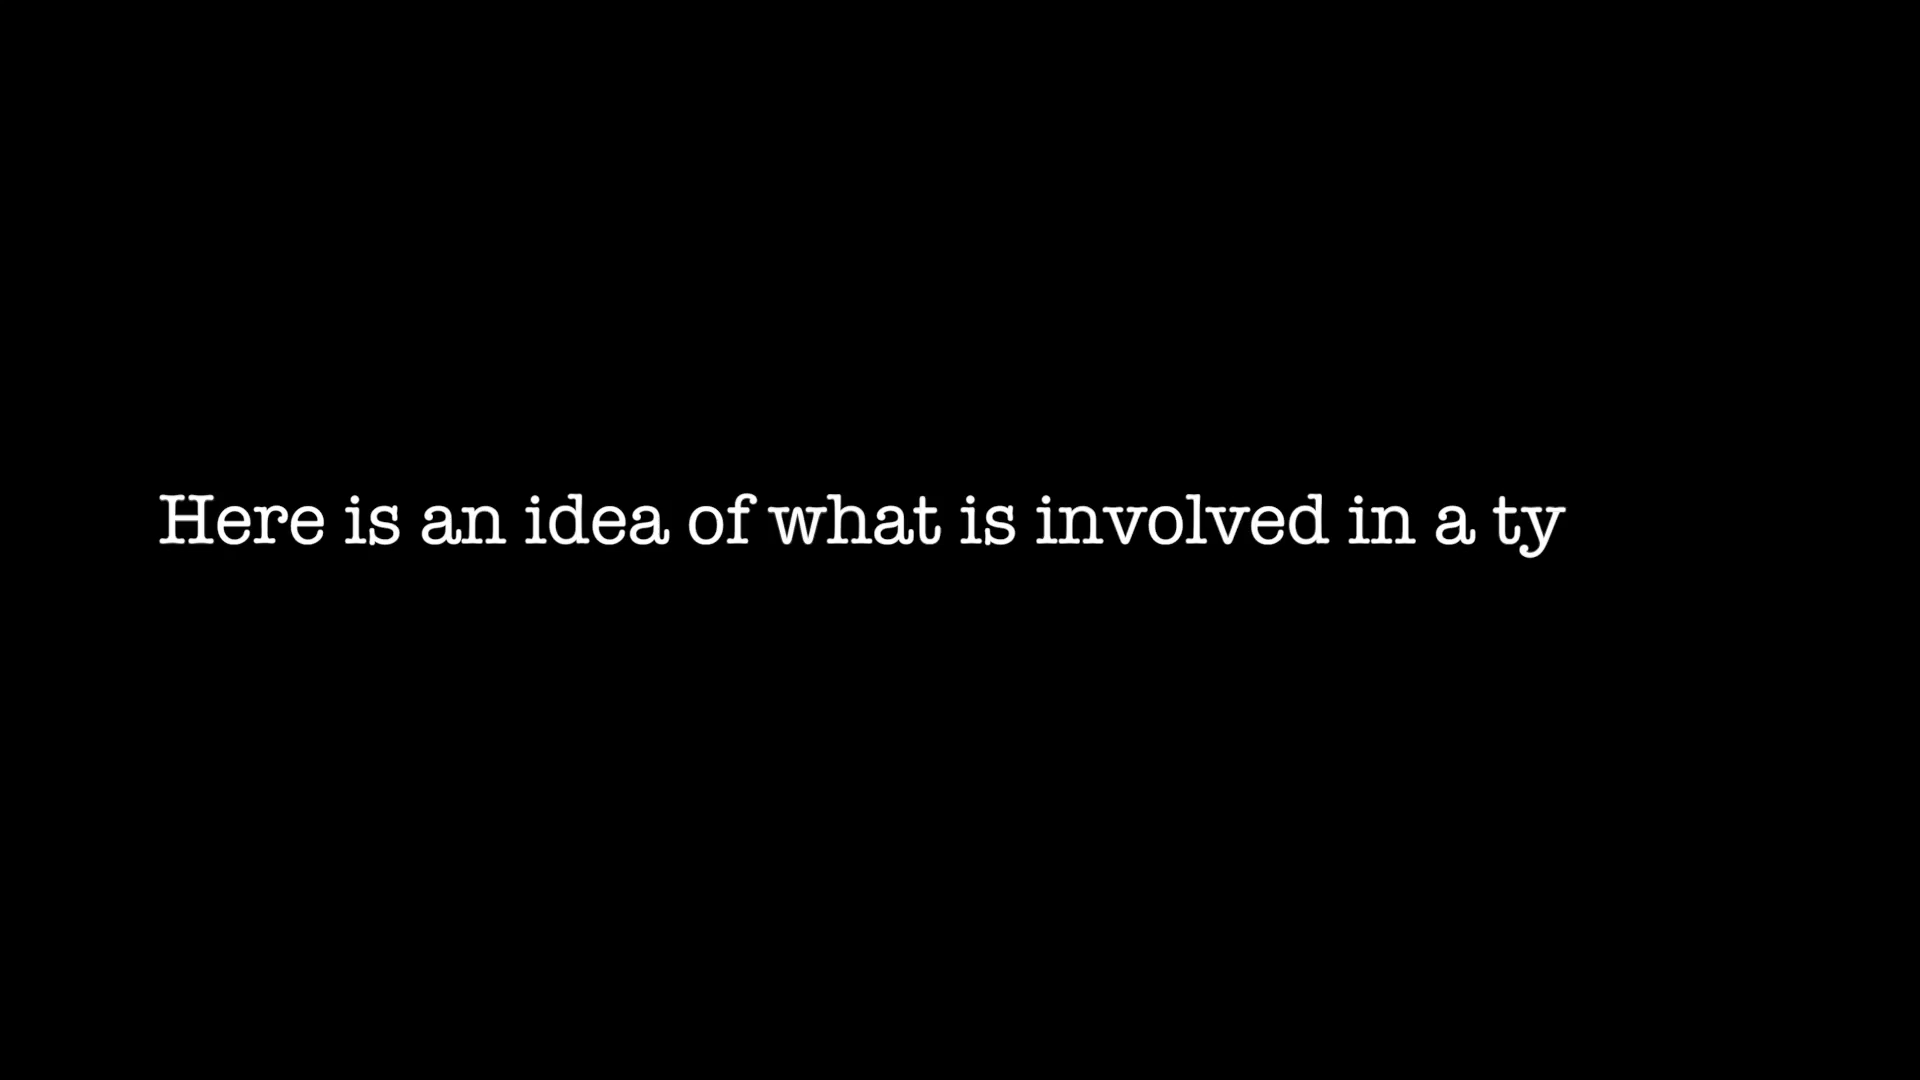 Here is an idea of what is involved in a ty